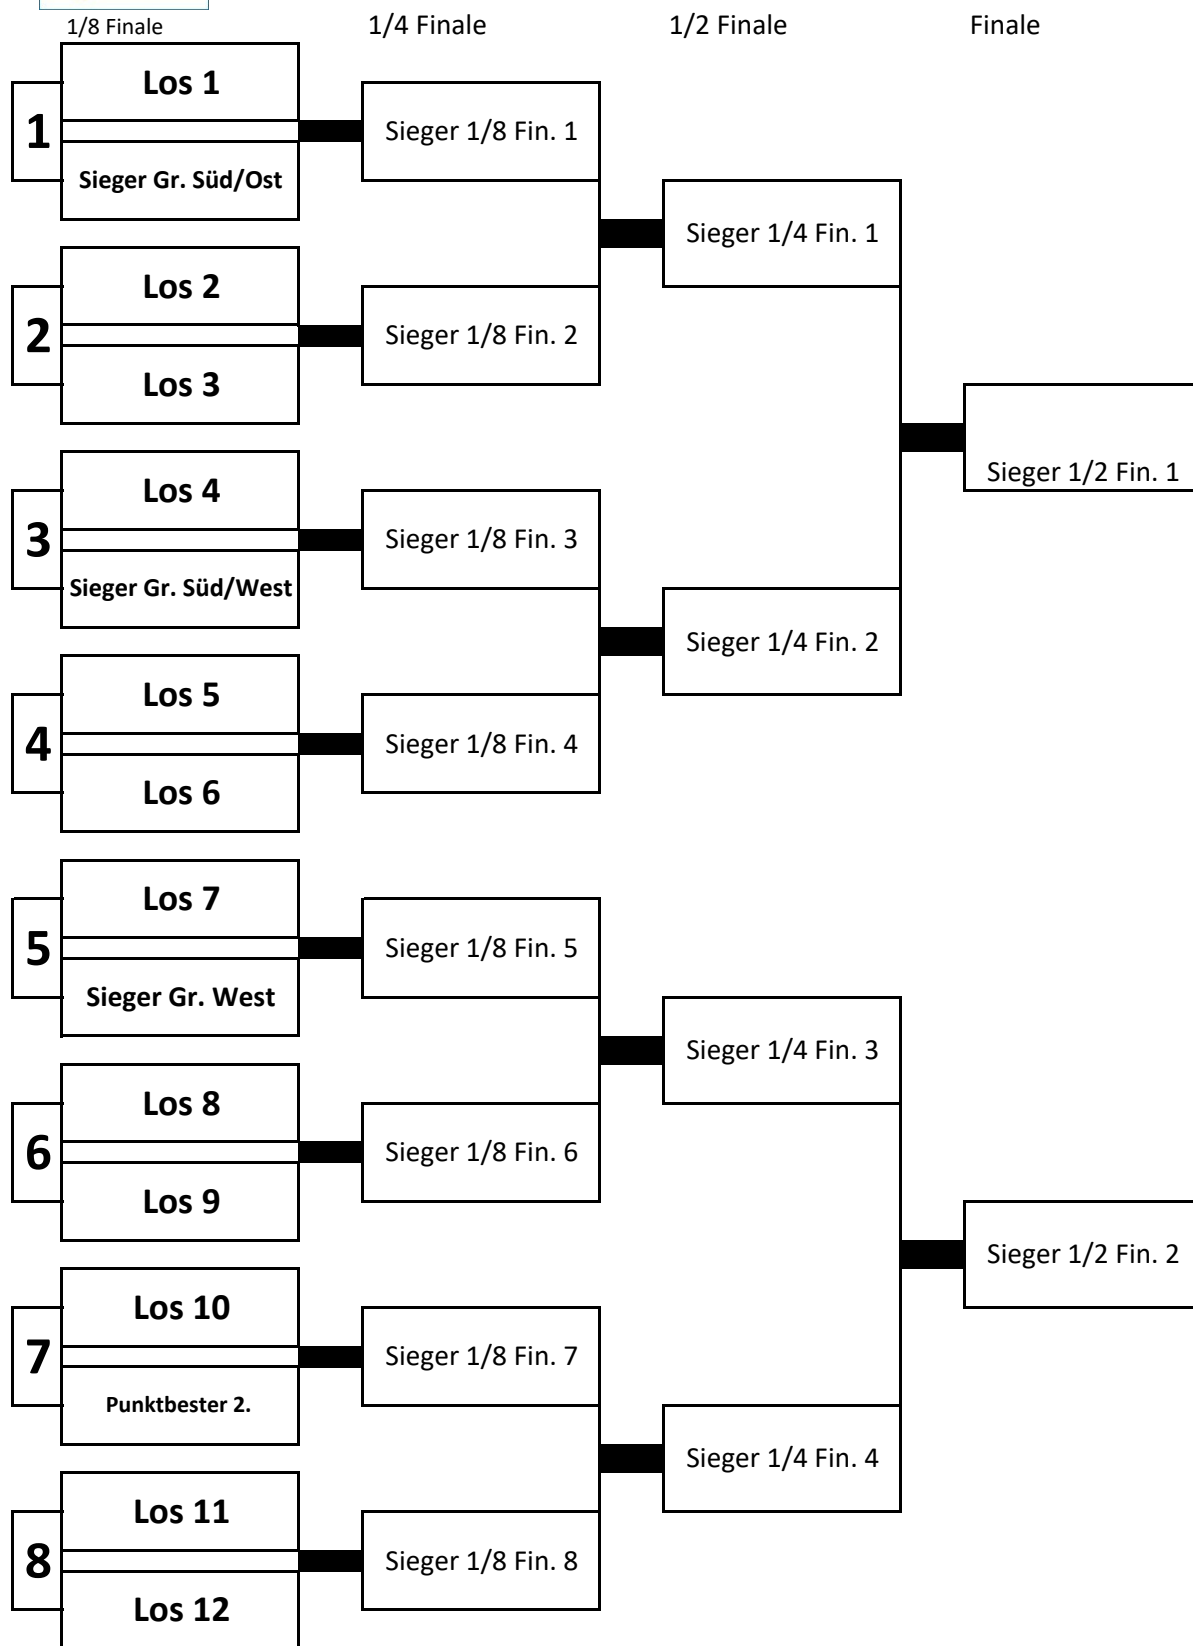 1/8 Finale
1/4 Finale
1/2 Finale
Finale
Los 1
1
Sieger Gr. Süd/Ost
Sieger 1/8 Fin. 1
Sieger 1/4 Fin. 1
Los 2
2
Los 3
Sieger 1/8 Fin. 2
Sieger 1/2 Fin. 1
Los 4
3
Sieger Gr. Süd/West
Sieger 1/8 Fin. 3
Sieger 1/4 Fin. 2
Los 5
4
Los 6
Sieger 1/8 Fin. 4
Los 7
5
Sieger Gr. West
Sieger 1/8 Fin. 5
Sieger 1/4 Fin. 3
Los 8
6
Los 9
Sieger 1/8 Fin. 6
Sieger 1/2 Fin. 2
Los 10
7
Punktbester 2.
Sieger 1/8 Fin. 7
Sieger 1/4 Fin. 4
Los 11
8
Los 12
Sieger 1/8 Fin. 8